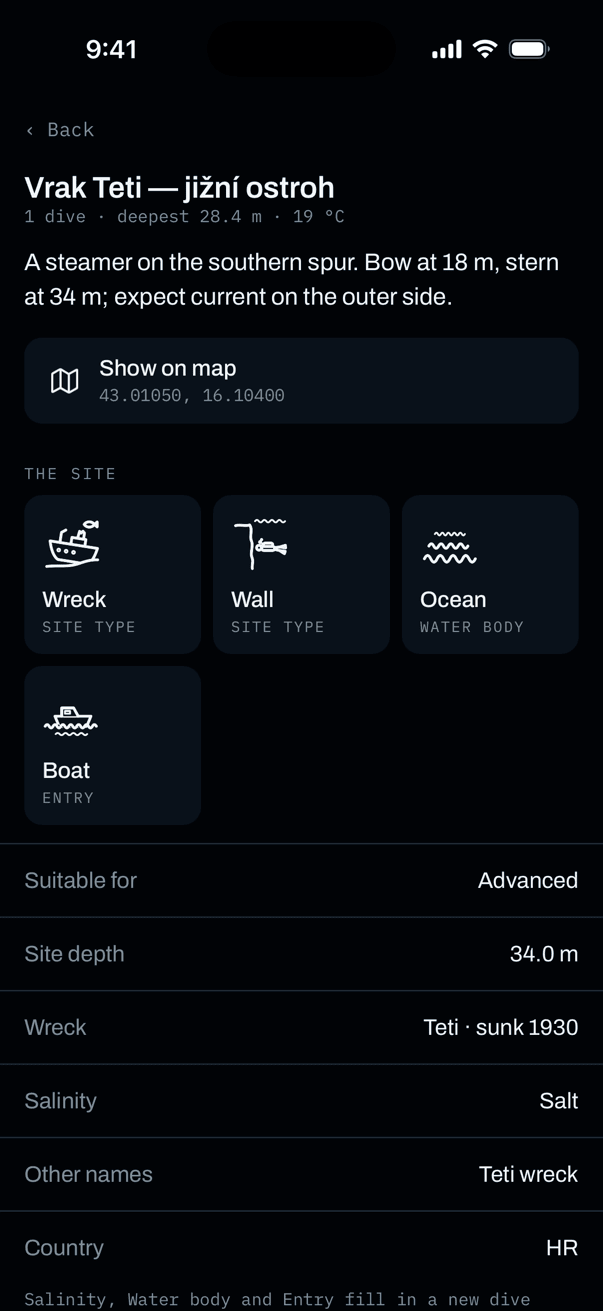 9:41
‹ Back
Vrak Teti — jižní ostroh
1 dive · deepest 28.4 m · 19 °C
A steamer on the southern spur. Bow at 18 m, stern
at 34 m; expect current on the outer side.
Show on map
43.01050, 16.10400
THE SITE
Wreck
SITE TYPE
Wall
SITE TYPE
Ocean
WATER BODY
Boat
ENTRY
Suitable for Advanced
Site depth 34.0 m
Wreck Teti · sunk 1930
Salinity Salt
Other names Teti wreck
Country HR
Salinity, Water body and Entry fill in a new dive